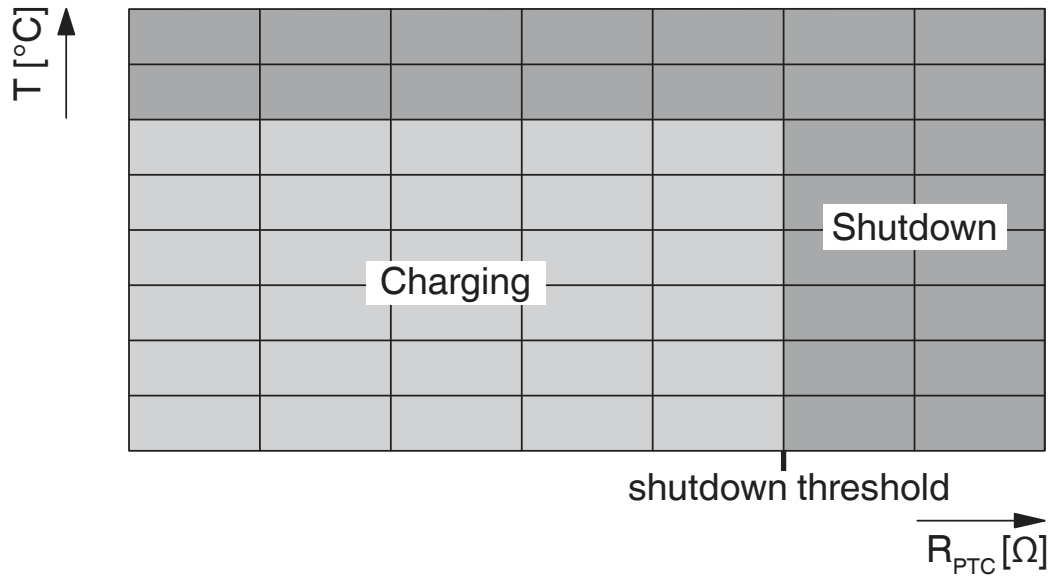 T [°C]
Shutdown
Charging
shutdown threshold
R_PTC [Ω]